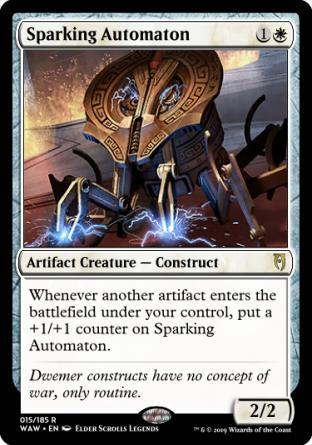 Sparking Automaton 1
Artifact Creature — Construct
Whenever another artifact enters the
battlefield under your control, put a
+1/+1 counter on Sparking
Automaton.
Dwemer constructs have no concept of
war, only routine.
2/2
015/185 R
WAW • EN ELDER SCROLLS LEGENDS
™ & © 2019 Wizards of the Coast